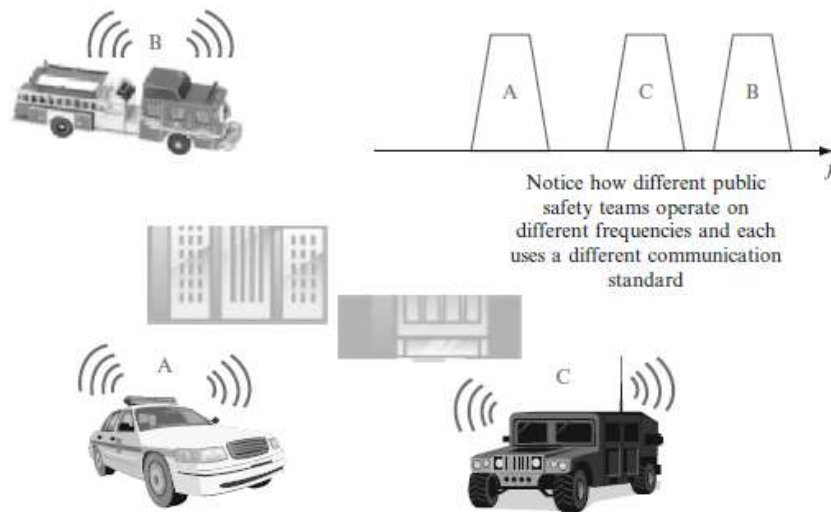 B
A
C
B
f
Notice how different public
safety teams operate on
different frequencies and each
uses a different communication
standard
A
C